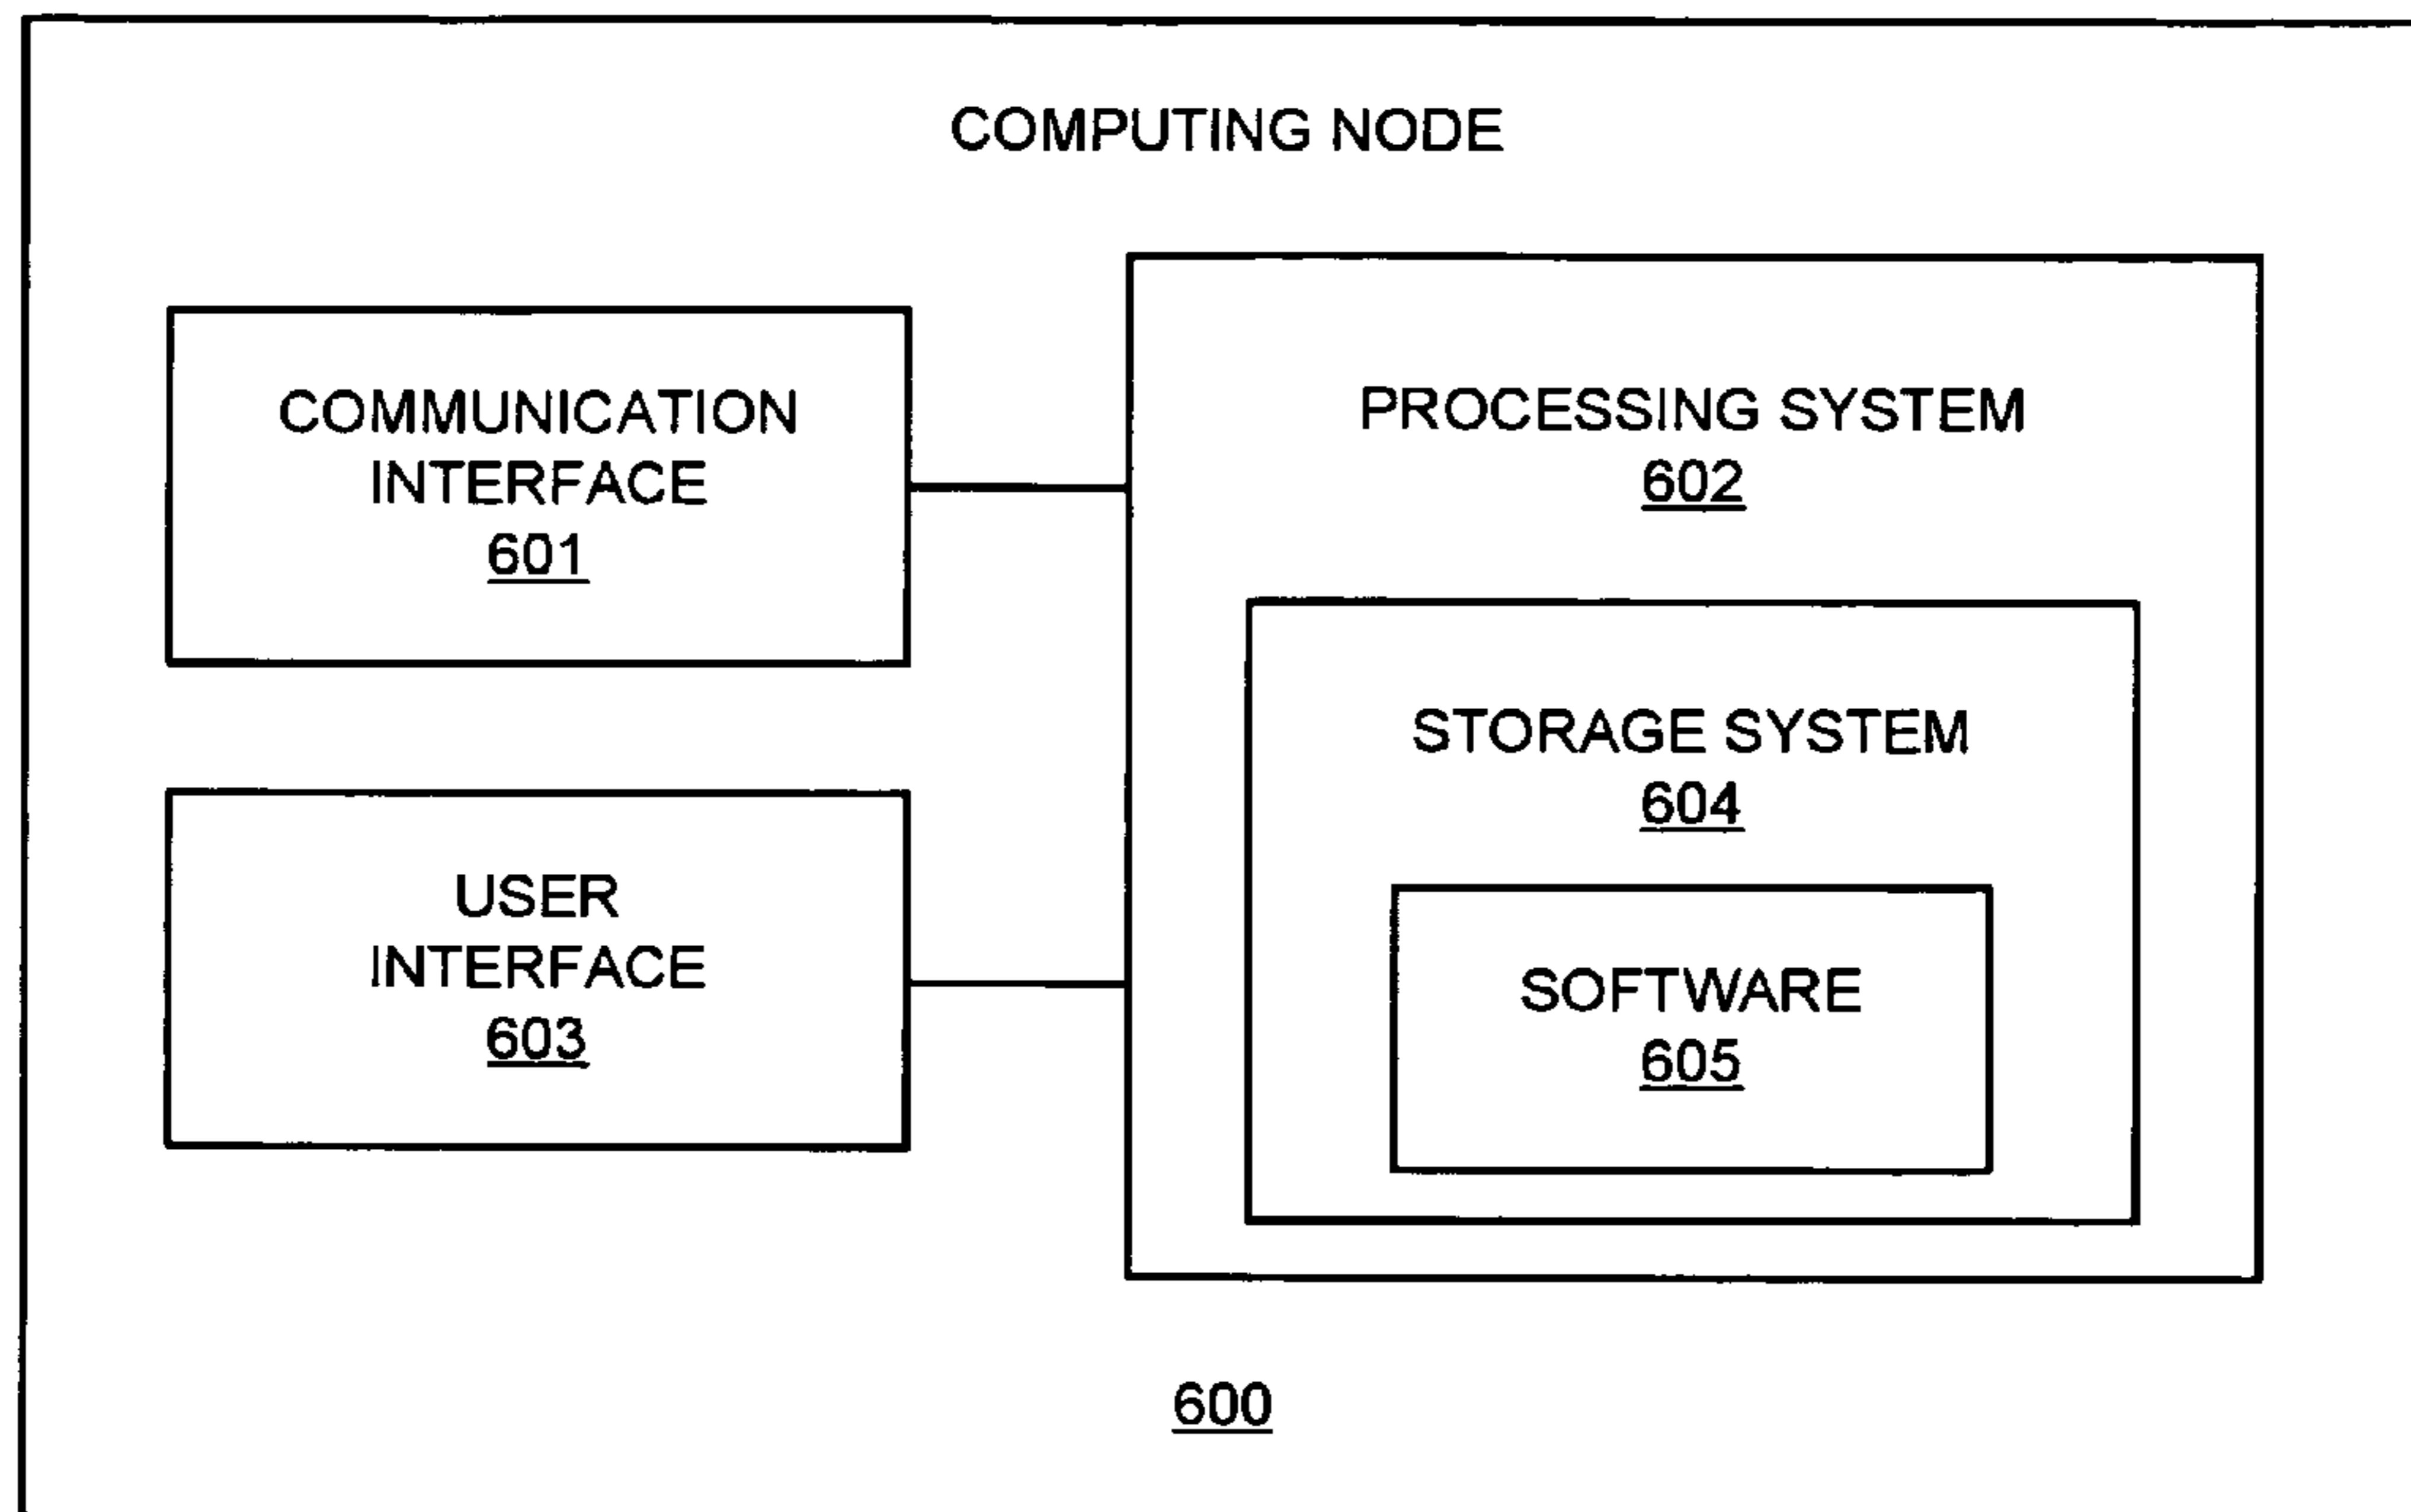 COMPUTING NODE
COMMUNICATION
INTERFACE
601
PROCESSING SYSTEM
602
STORAGE SYSTEM
604
USER
INTERFACE
603
SOFTWARE
605
600